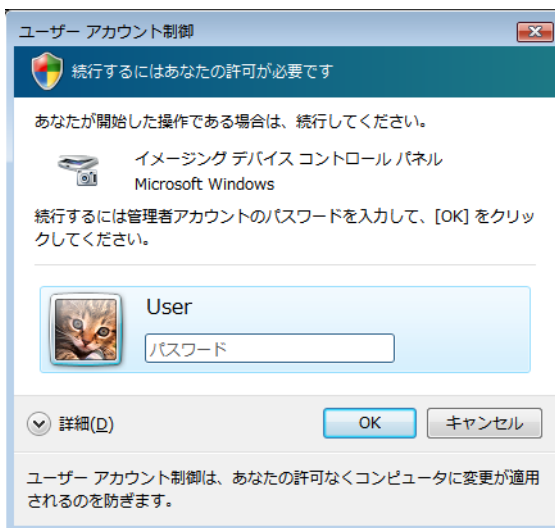 ユーザー アカウント制御
続行するにはあなたの許可が必要です
あなたが開始した操作である場合は、続行してください。
イメージング デバイス コントロール パネル
Microsoft Windows
続行するには管理者アカウントのパスワードを入力して、[OK] をクリッ
クしてください。
User
パスワード
詳細(D)
OK
キャンセル
ユーザー アカウント制御は、あなたの許可なくコンピュータに変更が適用
されるのを防ぎます。